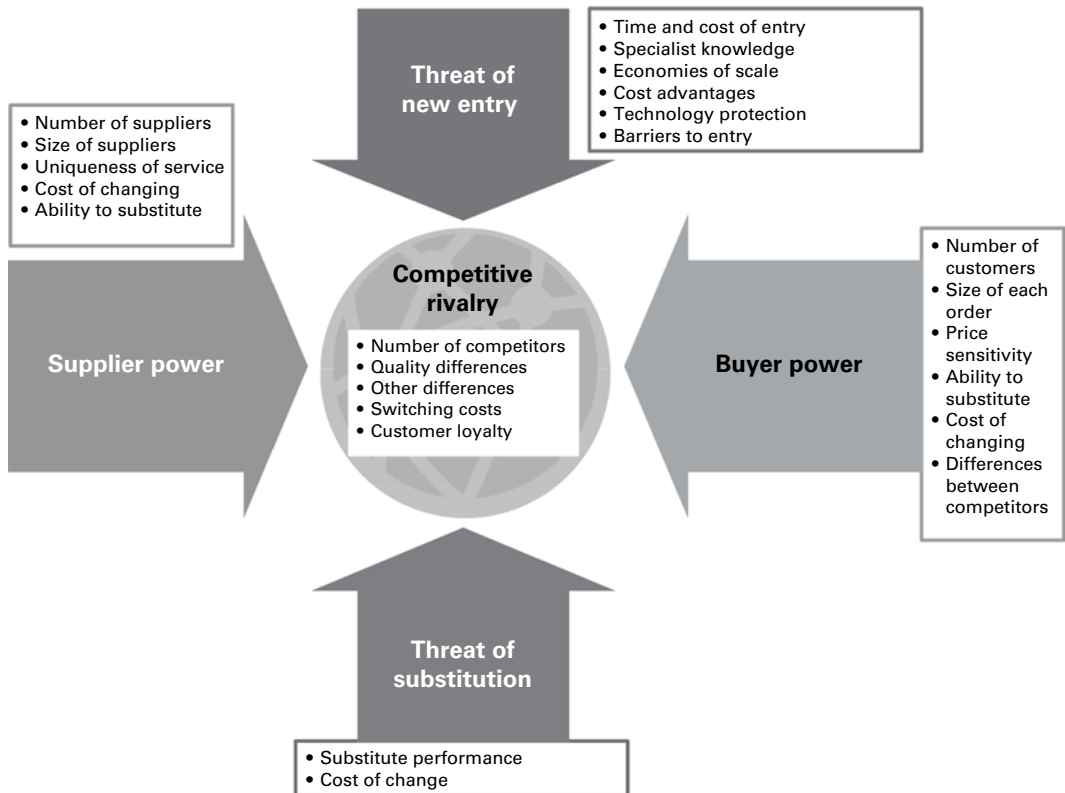 Threat of
new entry
• Time and cost of entry
• Specialist knowledge
• Economies of scale
• Cost advantages
• Technology protection
• Barriers to entry
• Number of suppliers
• Size of suppliers
• Uniqueness of service
• Cost of changing
• Ability to substitute
Supplier power
Competitive
rivalry
• Number of competitors
• Quality differences
• Other differences
• Switching costs
• Customer loyalty
Buyer power
• Number of
customers
• Size of each
order
• Price
sensitivity
• Ability to
substitute
• Cost of
changing
• Differences
between
competitors
Threat of
substitution
• Substitute performance
• Cost of change